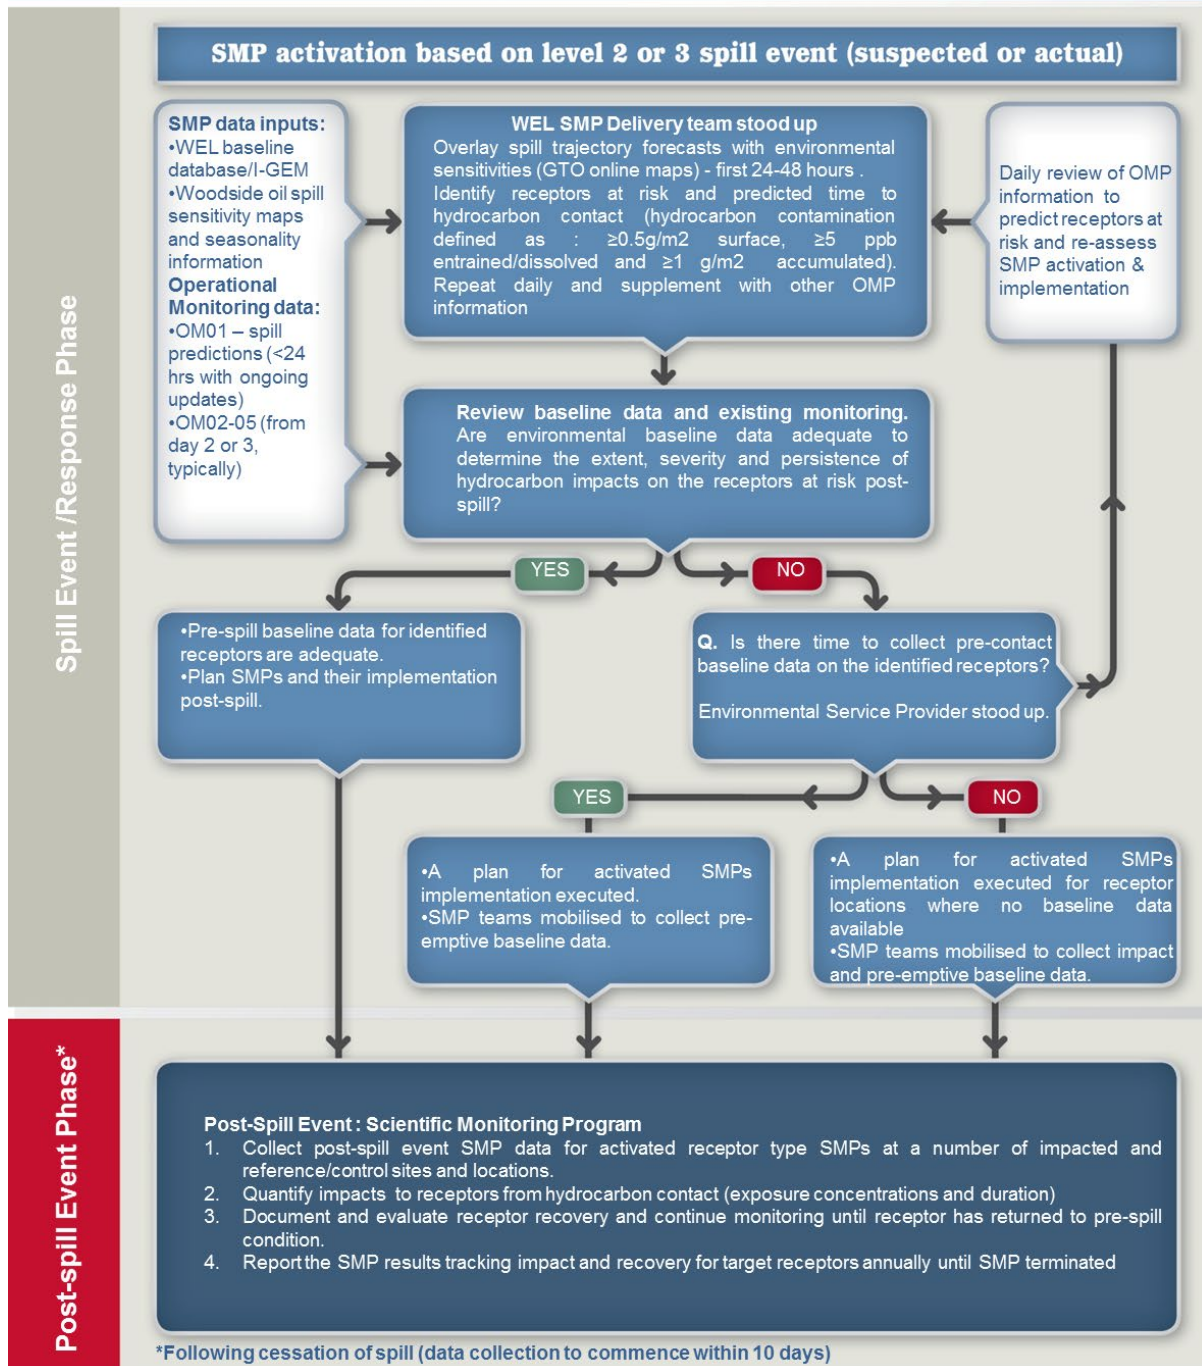 SMP activation based on level 2 or 3 spill event (suspected or actual)
Spill Event /Response Phase
SMP data inputs:
•WEL baseline
database/I-GEM
•Woodside oil spill
sensitivity maps
and seasonality
information
Operational
Monitoring data:
•OM01 – spill
predictions (<24
hrs with ongoing
updates)
•OM02-05 (from
day 2 or 3,
typically)
WEL SMP Delivery team stood up
Overlay spill trajectory forecasts with environmental
sensitivities (GTO online maps) - first 24-48 hours .
Identify receptors at risk and predicted time to
hydrocarbon contact (hydrocarbon contamination
defined as : ≥0.5g/m2 surface, ≥5 ppb
entrained/dissolved and ≥1 g/m2 accumulated).
Repeat daily and supplement with other OMP
information
Daily review of OMP
information to
predict receptors at
risk and re-assess
SMP activation &
implementation
Review baseline data and existing monitoring.
Are environmental baseline data adequate to
determine the extent, severity and persistence of
hydrocarbon impacts on the receptors at risk post-
spill?
YES
NO
•Pre-spill baseline data for identified
receptors are adequate.
•Plan SMPs and their implementation
post-spill.
Q. Is there time to collect pre-contact
baseline data on the identified receptors?
Environmental Service Provider stood up.
YES
NO
•A plan for activated SMPs
implementation executed.
•SMP teams mobilised to collect pre-
emptive baseline data.
•A plan for activated SMPs
implementation executed for receptor
locations where no baseline data
available
•SMP teams mobilised to collect impact
and pre-emptive baseline data.
Post-spill Event Phase*
Post-Spill Event : Scientific Monitoring Program
1. Collect post-spill event SMP data for activated receptor type SMPs at a number of impacted and
reference/control sites and locations.
2. Quantify impacts to receptors from hydrocarbon contact (exposure concentrations and duration)
3. Document and evaluate receptor recovery and continue monitoring until receptor has returned to pre-spill
condition.
4. Report the SMP results tracking impact and recovery for target receptors annually until SMP terminated
*Following cessation of spill (data collection to commence within 10 days)